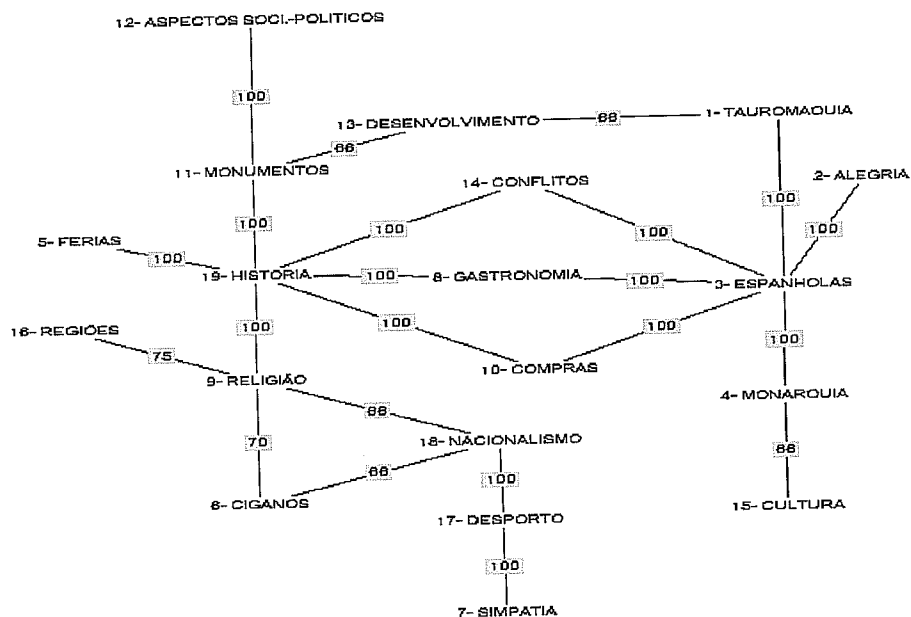 12- ASPECTOS SOCI.-POLITICOS
100
13- DESENVOLVIMENTO
66
1- TAUROMAQUIA
66
11- MONUMENTOS
14- CONFLITOS
2- ALEGRIA
100
100
5- FERIAS
100
100
100
100
19- HISTÓRIA
100
8- GASTRONOMIA
100
3- ESPANHOLAS
16- REGIÕES
100
100
100
100
75
10- COMPRAS
9- RELIGIÃO
4- MONARQUIA
66
70
18- NACIONALISMO
66
66
100
6- CIGANOS
17- DESPORTO
15- CULTURA
100
7- SIMPATIA